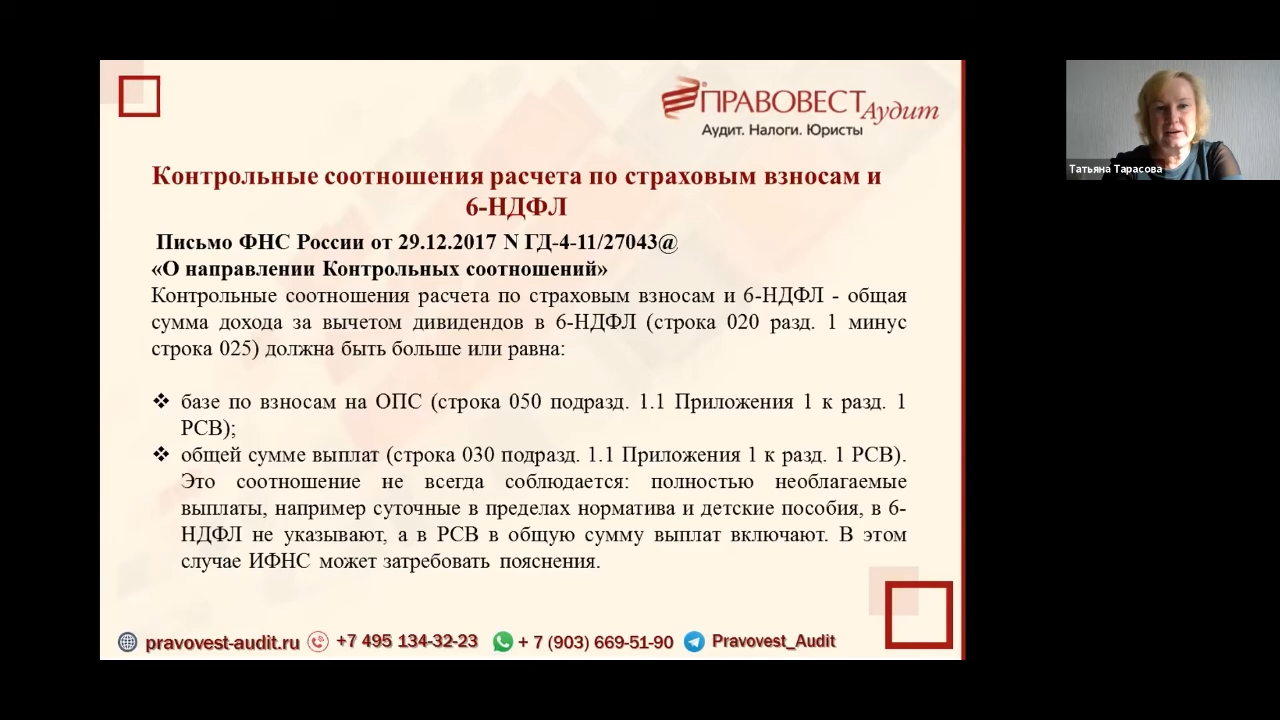 ПРАВОВЕСТ Аудит
Аудит. Налоги. Юристы
Татьяна Тарасова
Контрольные соотношения расчета по страховым взносам и
6-НДФЛ
Письмо ФНС России от 29.12.2017 N ГД-4-11/27043@
«О направлении Контрольных соотношений»
Контрольные соотношения расчета по страховым взносам и 6-НДФЛ - общая
сумма дохода за вычетом дивидендов в 6-НДФЛ (строка 020 разд. 1 минус
строка 025) должна быть больше или равна:
❖ базе по взносам на ОПС (строка 050 подразд. 1.1 Приложения 1 к разд. 1
РСВ);
❖ общей сумме выплат (строка 030 подразд. 1.1 Приложения 1 к разд. 1 РСВ).
Это соотношение не всегда соблюдается: полностью необлагаемые
выплаты, например суточные в пределах норматива и детские пособия, в 6-
НДФЛ не указывают, а в РСВ в общую сумму выплат включают. В этом
случае ИФНС может затребовать пояснения.
pravovest-audit.ru +7 495 134-32-23 + 7 (903) 669-51-90 Pravovest_Audit